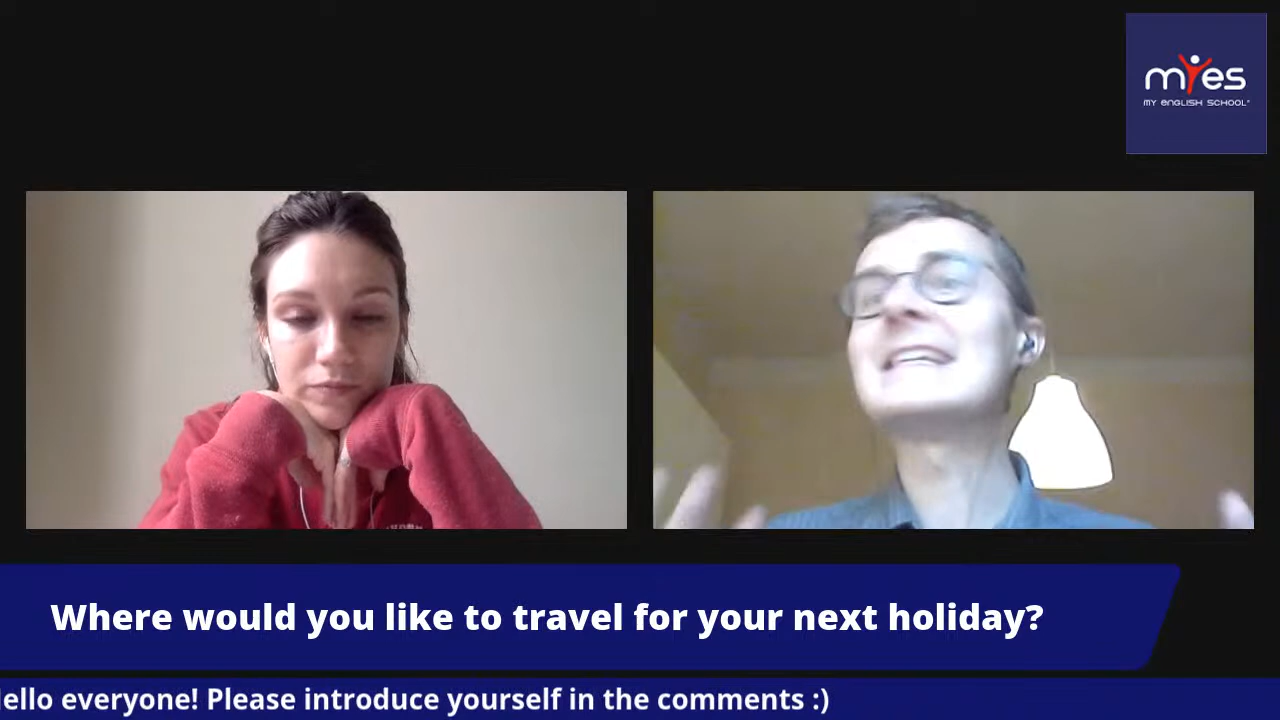 myes
MY ENGLISH SCHOOL
Where would you like to travel for your next holiday?
ello everyone! Please introduce yourself in the comments :)